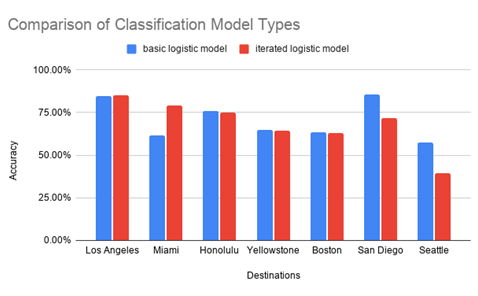 Comparison of Classification Model Types
basic logistic model iterated logistic model
100.00%
75.00%
50.00%
25.00%
0.00%
Accuracy
Los Angeles Miami Honolulu Yellowstone Boston San Diego Seattle
Destinations